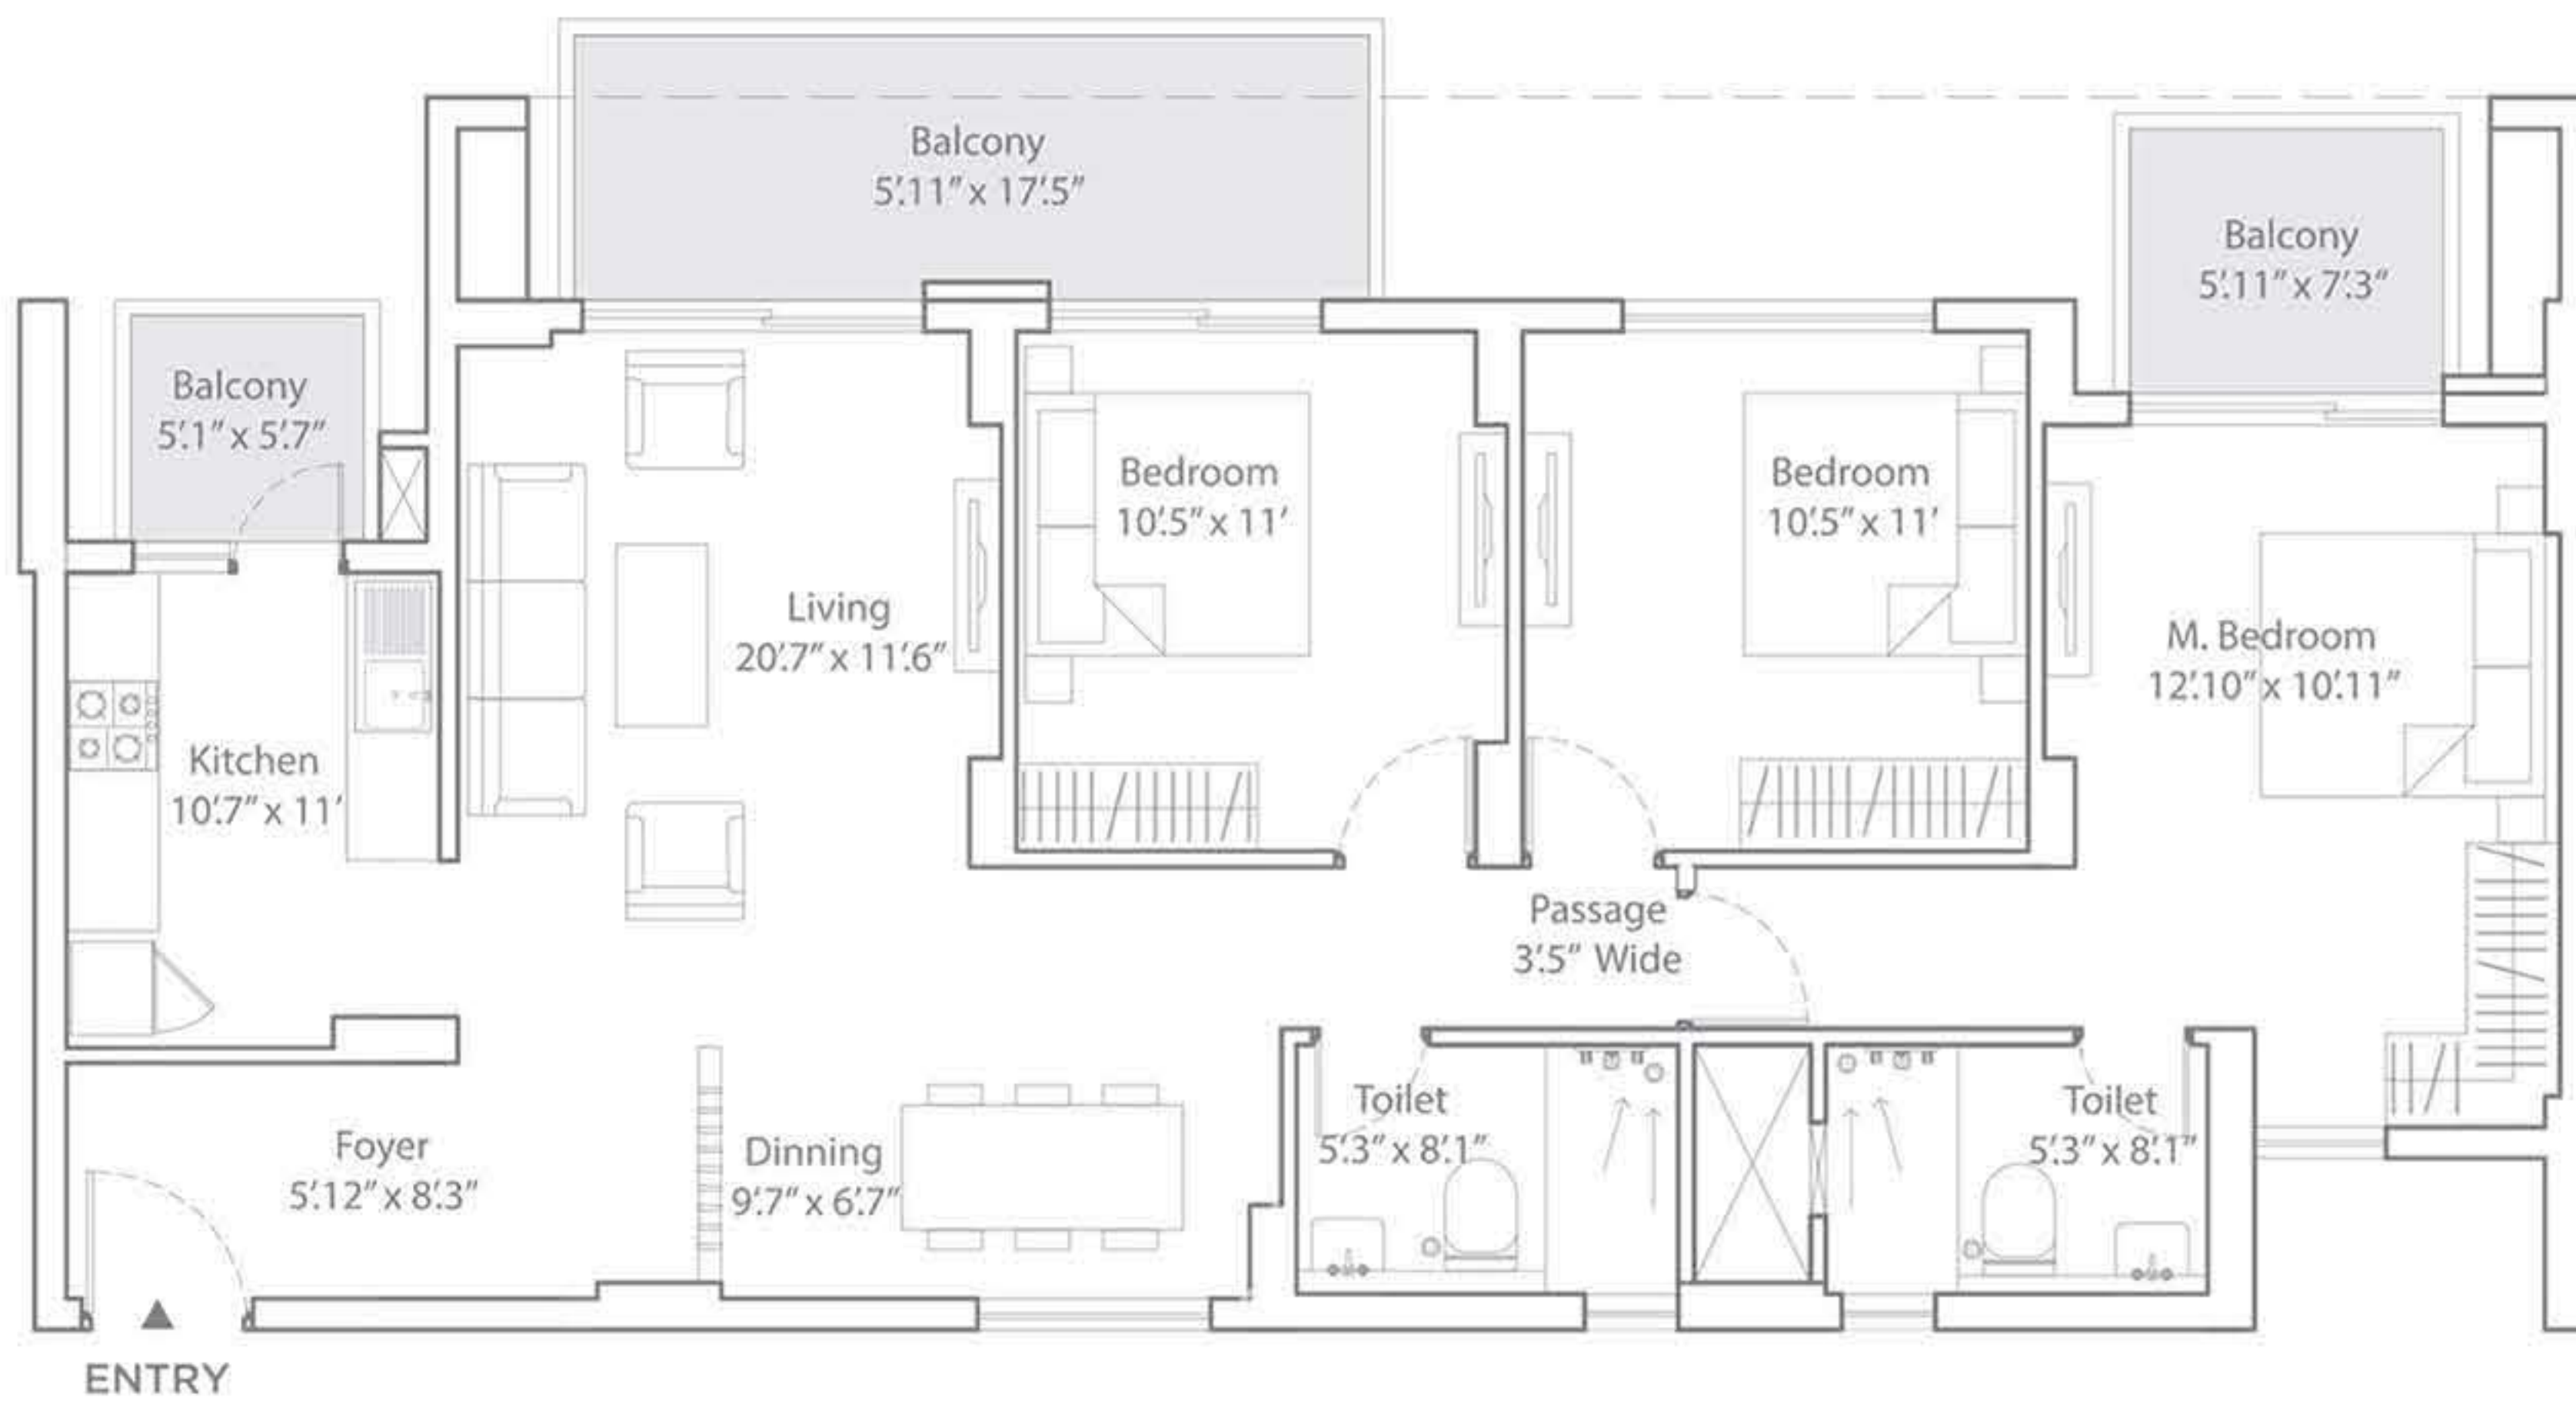 Balcony
5'.11" x 17'.5"
Balcony
5'.11" x 7'.3"
Balcony
5'.1" x 5'.7"
Bedroom
10'.5" x 11'
Bedroom
10'.5" x 11'
Living
20'.7" x 11'.6"
M. Bedroom
12'.10" x 10'.11"
Kitchen
10'.7" x 11'
Passage
3'.5" Wide
Foyer
5'.12" x 8'.3"
Dinning
9'.7" x 6'.7"
Toilet
5'.3" x 8'.1"
Toilet
5'.3" x 8'.1"
ENTRY